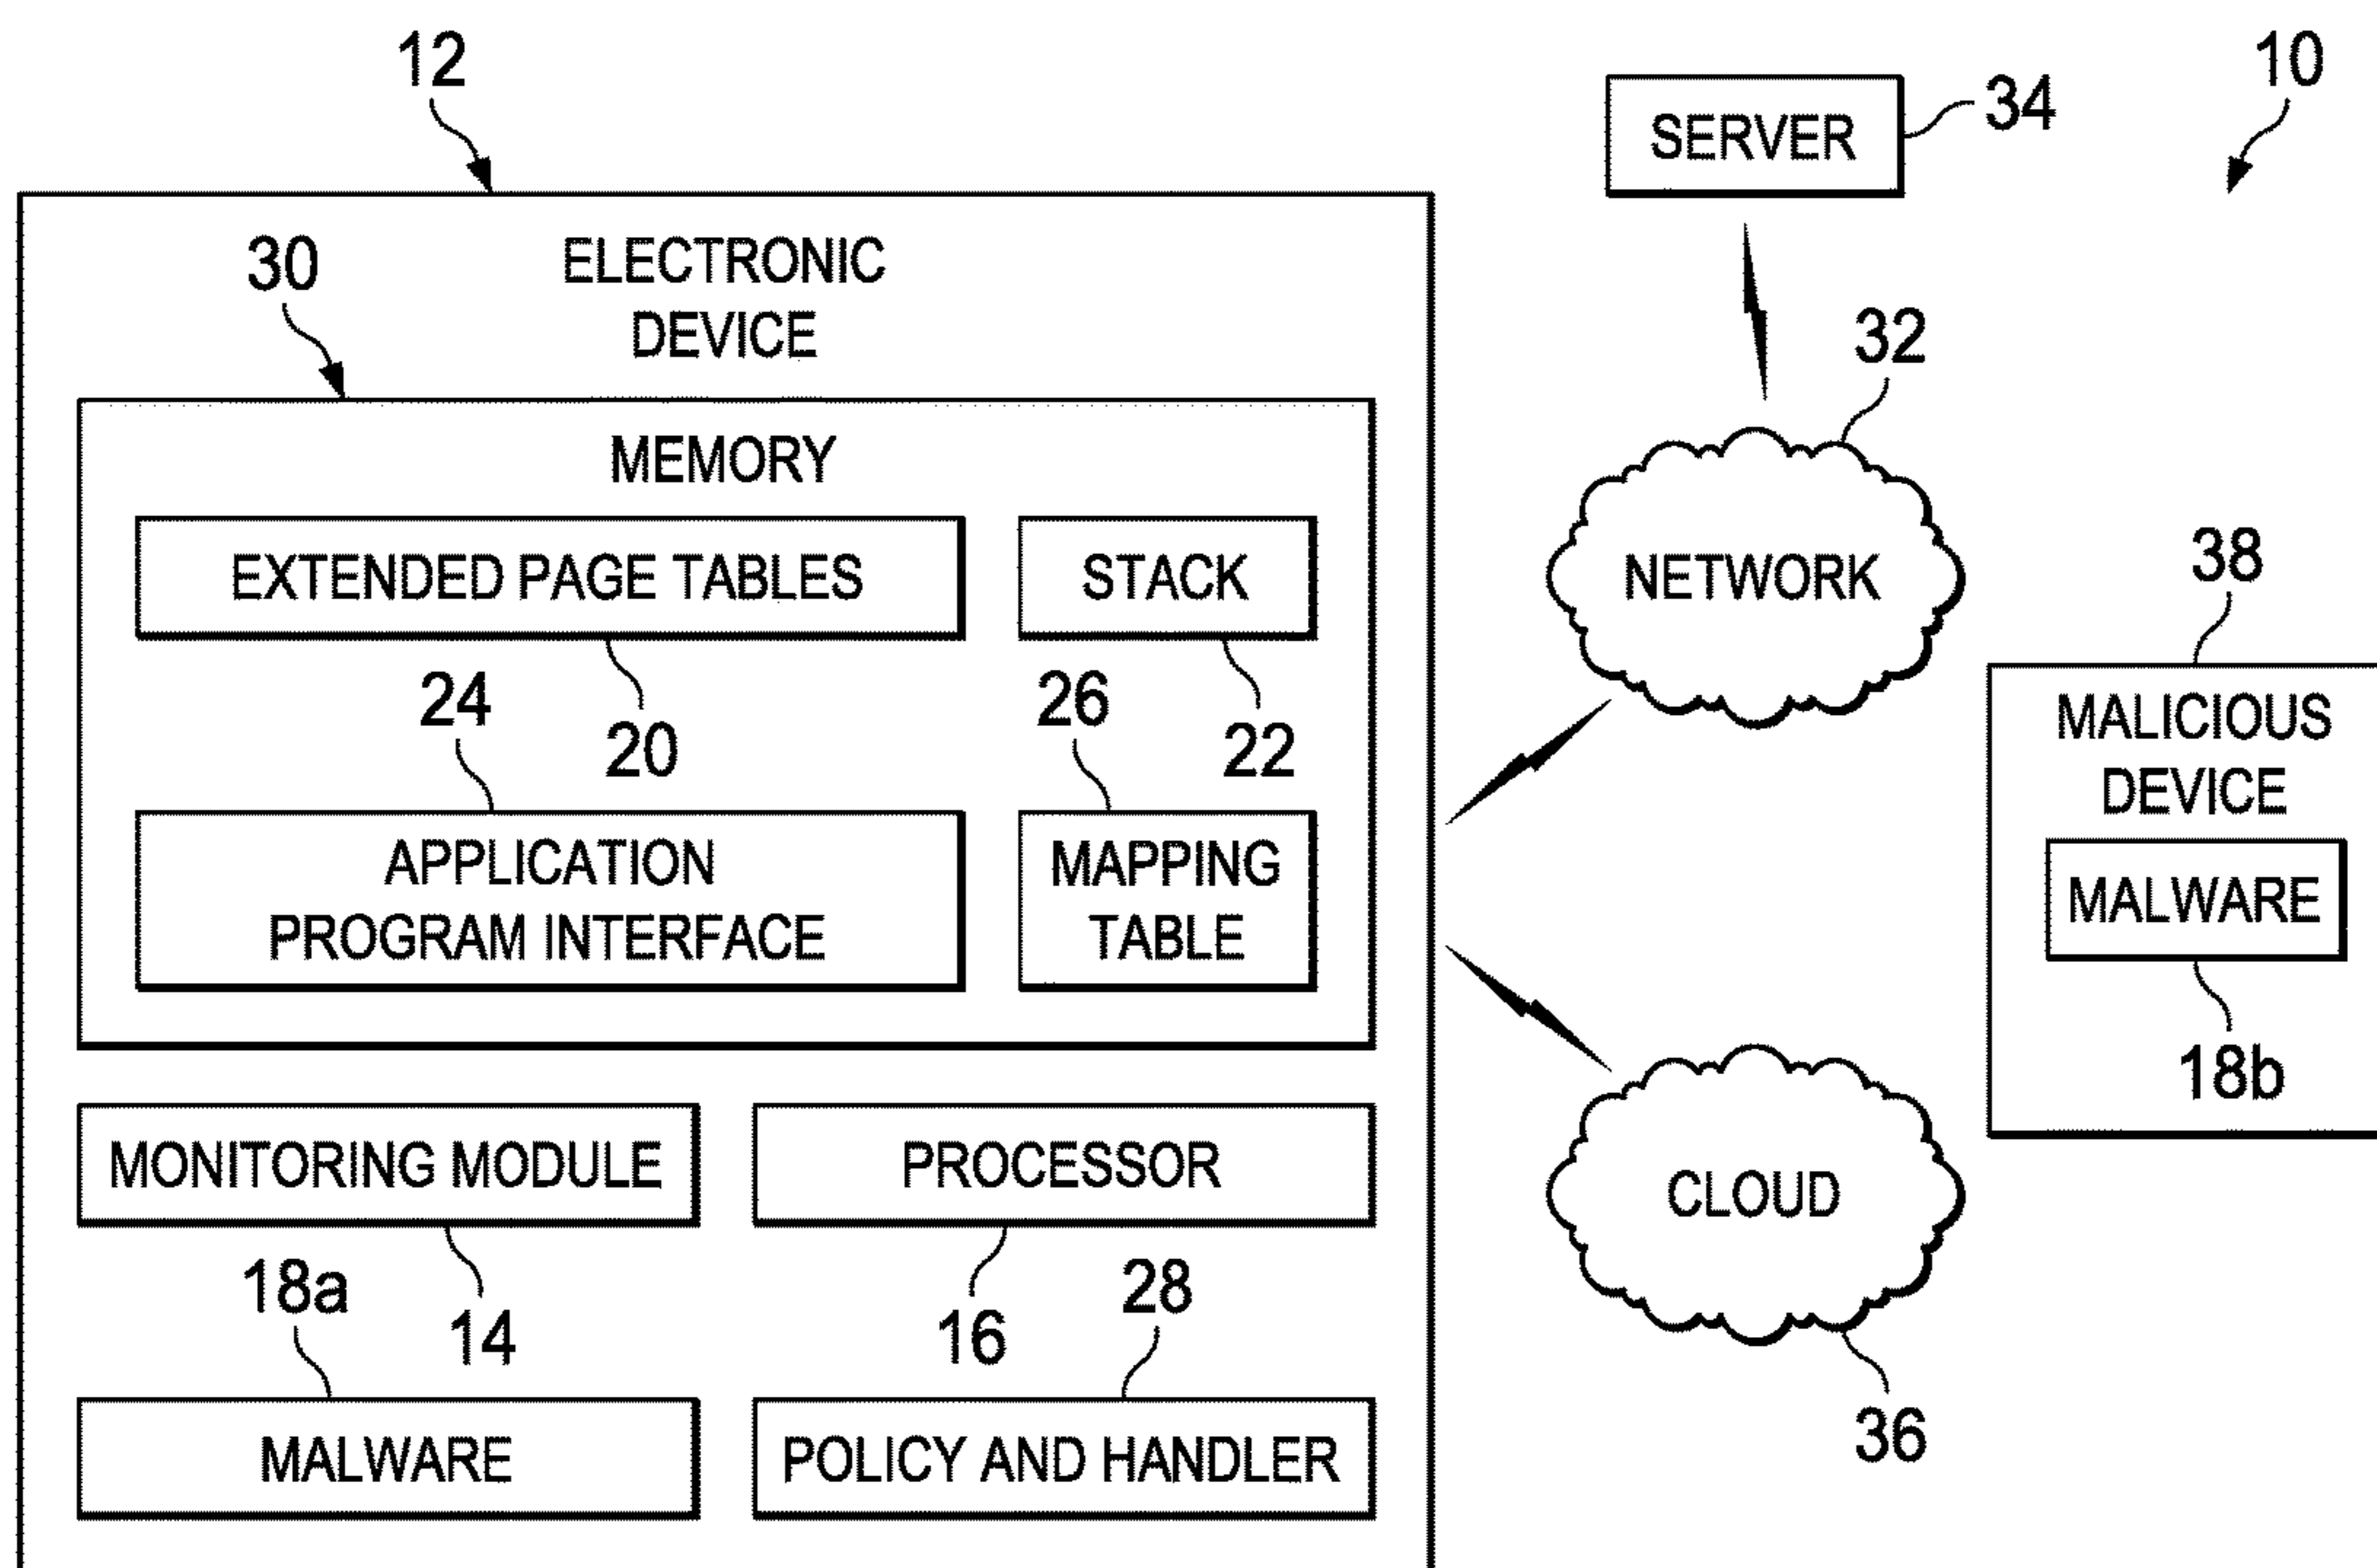 12
10
SERVER
34
ELECTRONIC
DEVICE
30
MEMORY
EXTENDED PAGE TABLES
STACK
24
20
26
22
APPLICATION
PROGRAM INTERFACE
MAPPING
TABLE
MONITORING MODULE
PROCESSOR
18a
14
16
28
MALWARE
POLICY AND HANDLER
32
NETWORK
CLOUD
36
38
MALICIOUS
DEVICE
MALWARE
18b